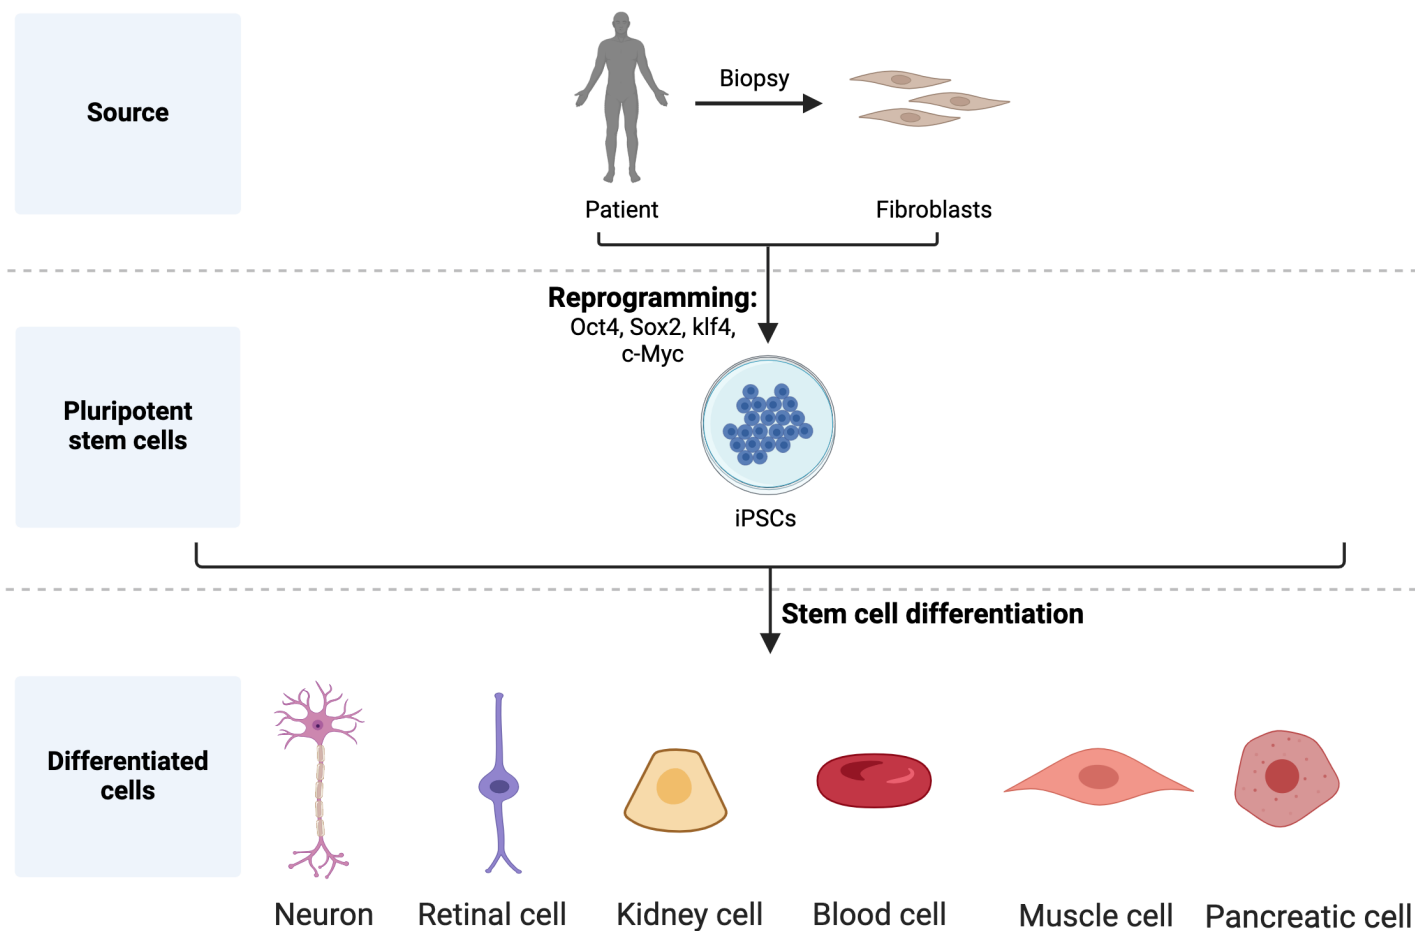 Source
Biopsy
Patient
Fibroblasts
Reprogramming:
Oct4, Sox2, klf4,
c-Myc
Pluripotent
stem cells
iPSCs
Stem cell differentiation
Differentiated
cells
Neuron
Retinal cell
Kidney cell
Blood cell
Muscle cell
Pancreatic cell